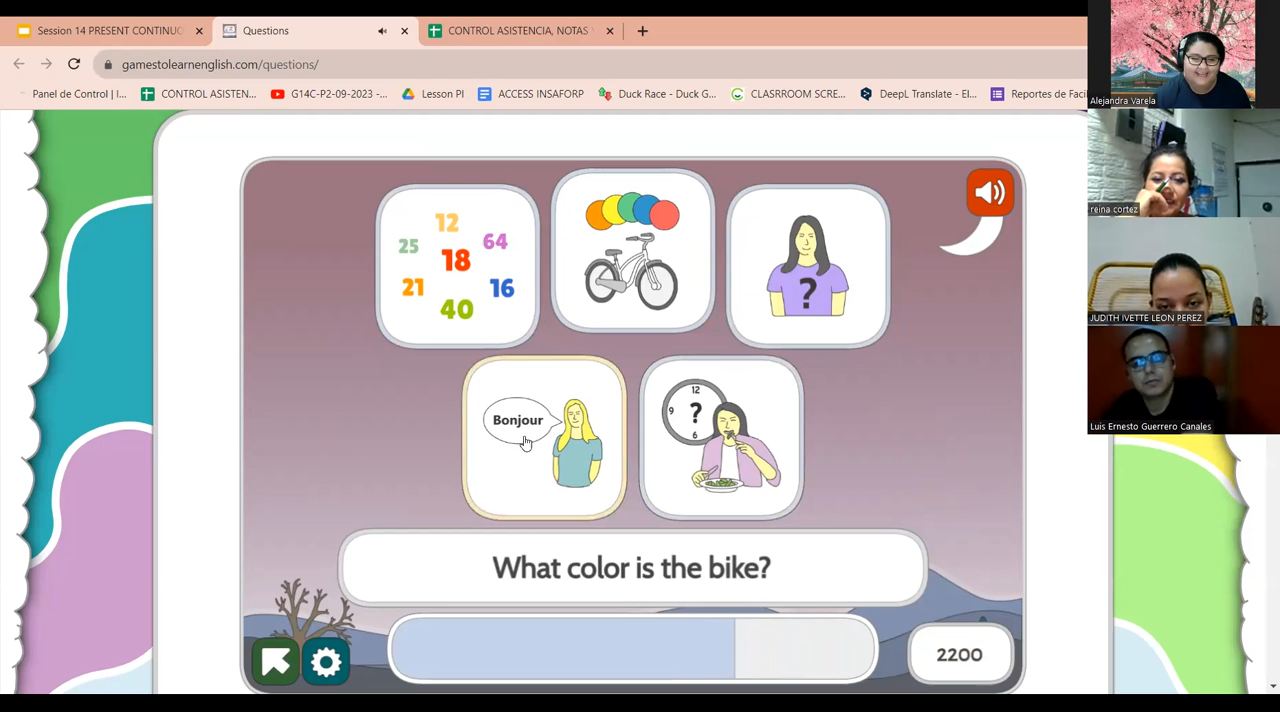 Session 14 PRESENT CONTINUO
Questions
CONTROL ASISTENCIA, NOTAS
gamestolearnenglish.com/questions/
Panel de Control | I...
CONTROL ASISTEN...
G14C-P2-09-2023 -...
Lesson PI
ACCESS INSAFORP
Duck Race - Duck G...
CLASRROOM SCRE...
DeepL Translate - El...
Reportes de Facil
Alejandra Varela
reina cortez
JUDITH IVETTE LEON PEREZ
Luis Ernesto Guerrero Canales
12
25
64
18
21
16
40
?
Bonjour
12
9
?
6
What color is the bike?
2200